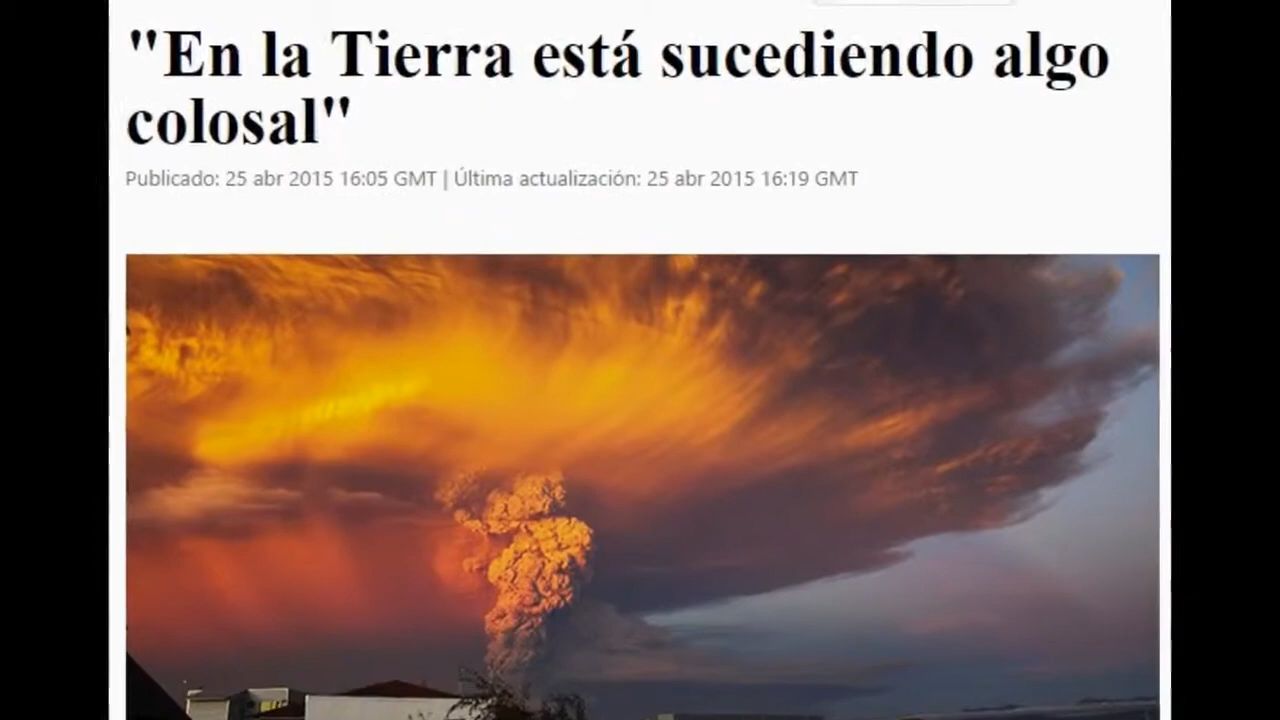 "En la Tierra está sucediendo algo
colosal"
Publicado: 25 abr 2015 16:05 GMT | Última actualización: 25 abr 2015 16:19 GMT